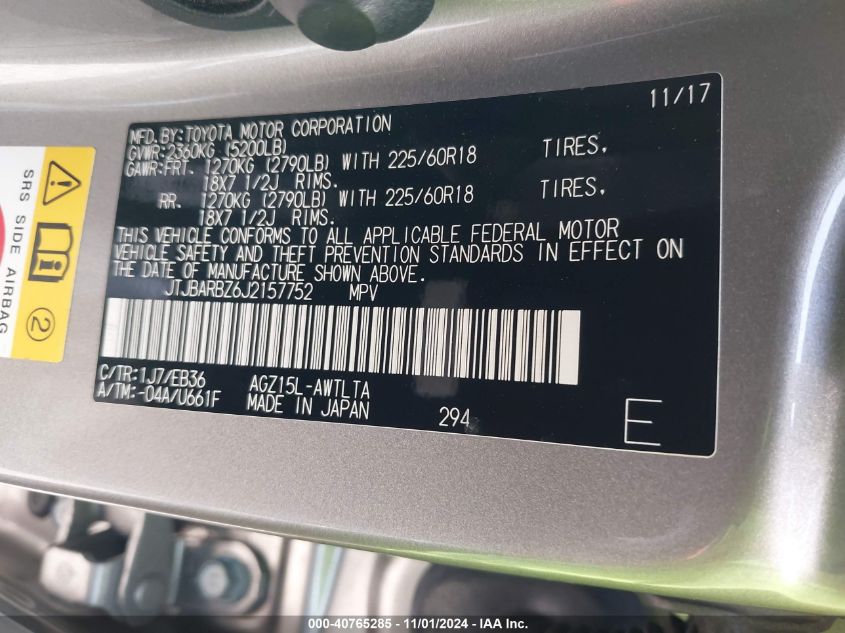 11/17
MFD. BY:TOYOTA MOTOR CORPORATION
GVWR:2360KG (5200LB)
GAWR:FRT. 1270KG (2790LB) WITH 225/60R18 TIRES,
18X7 1/2J RIMS.
RR. 1270KG (2790LB) WITH 225/60R18 TIRES,
18X7 1/2J RIMS.
THIS VEHICLE CONFORMS TO ALL APPLICABLE FEDERAL MOTOR
VEHICLE SAFETY AND THEFT PREVENTION STANDARDS IN EFFECT ON
THE DATE OF MANUFACTURE SHOWN ABOVE.
JTJBARBZ6J2157752 MPV
C/TR:1J7/EB36 AGZ15L-AWTLTA
A/TM:-04A/U661F MADE IN JAPAN 294 E
SRS SIDE AIRBAG
2
000-40765285 - 11/01/2024 - IAA Inc.